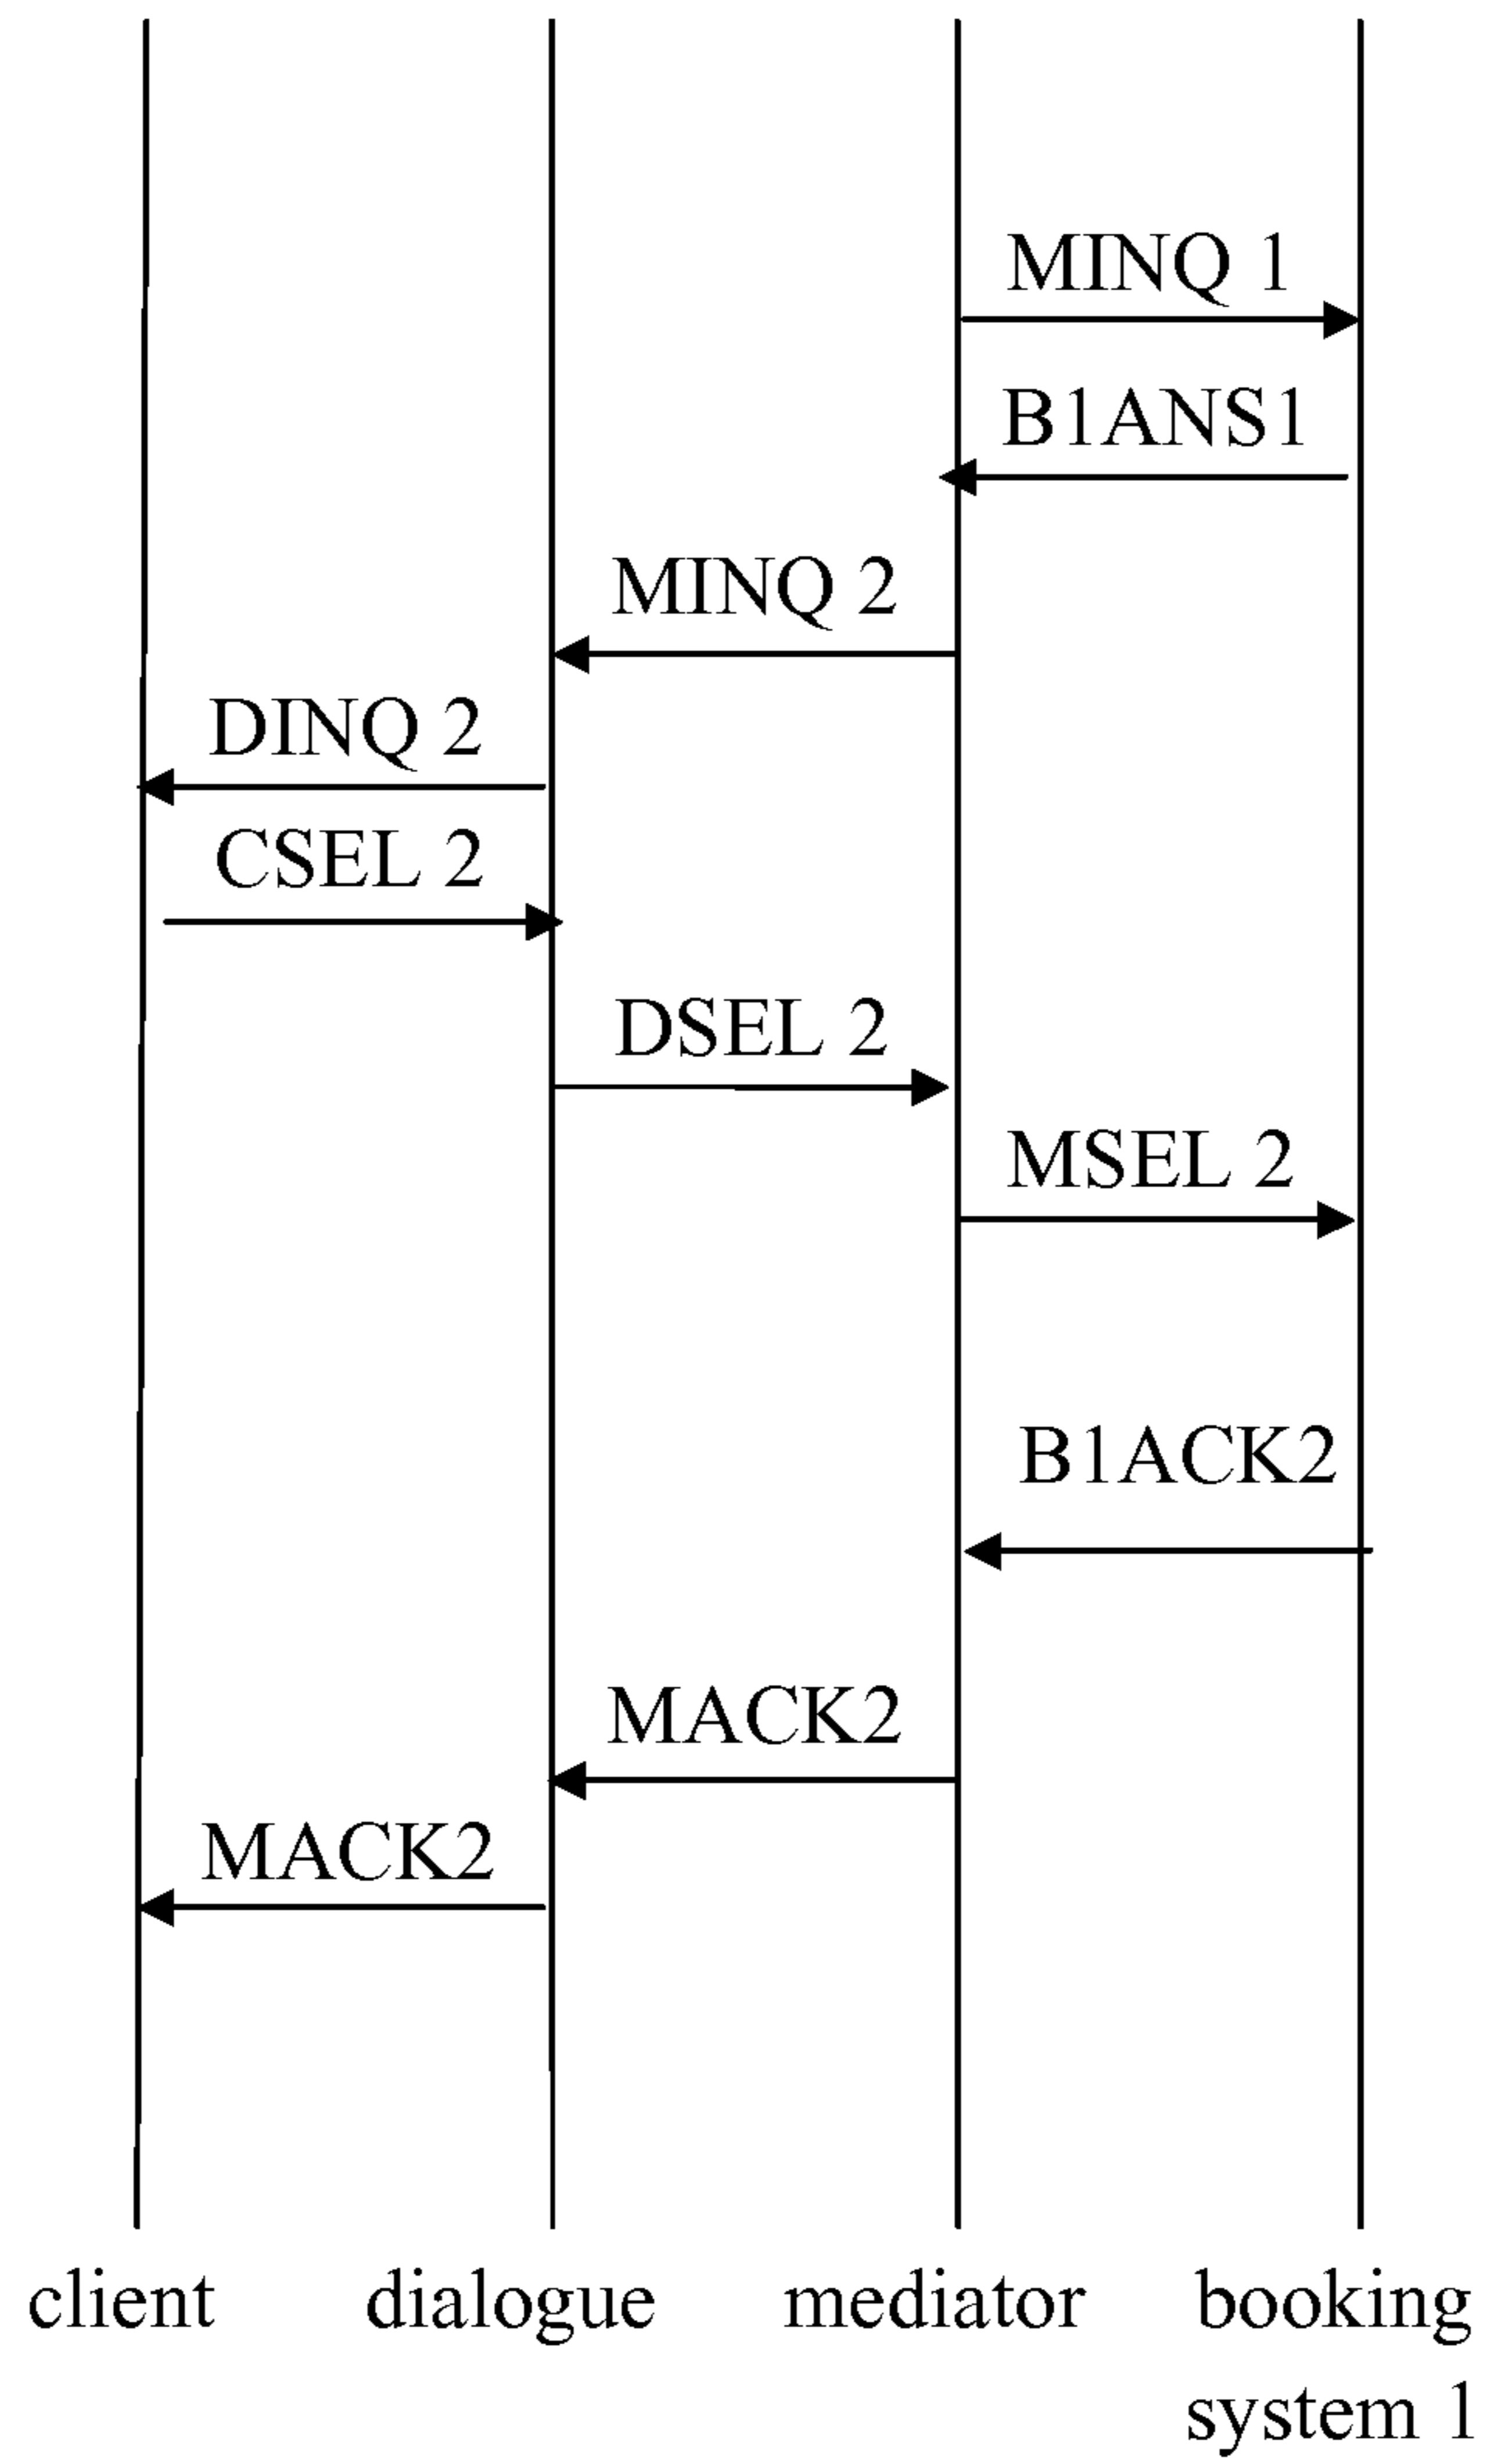 MINQ 1
B1ANS1
MINQ 2
DINQ 2
CSEL 2
DSEL 2
MSEL 2
B1ACK2
MACK2
MACK2
client dialogue mediator booking
system 1